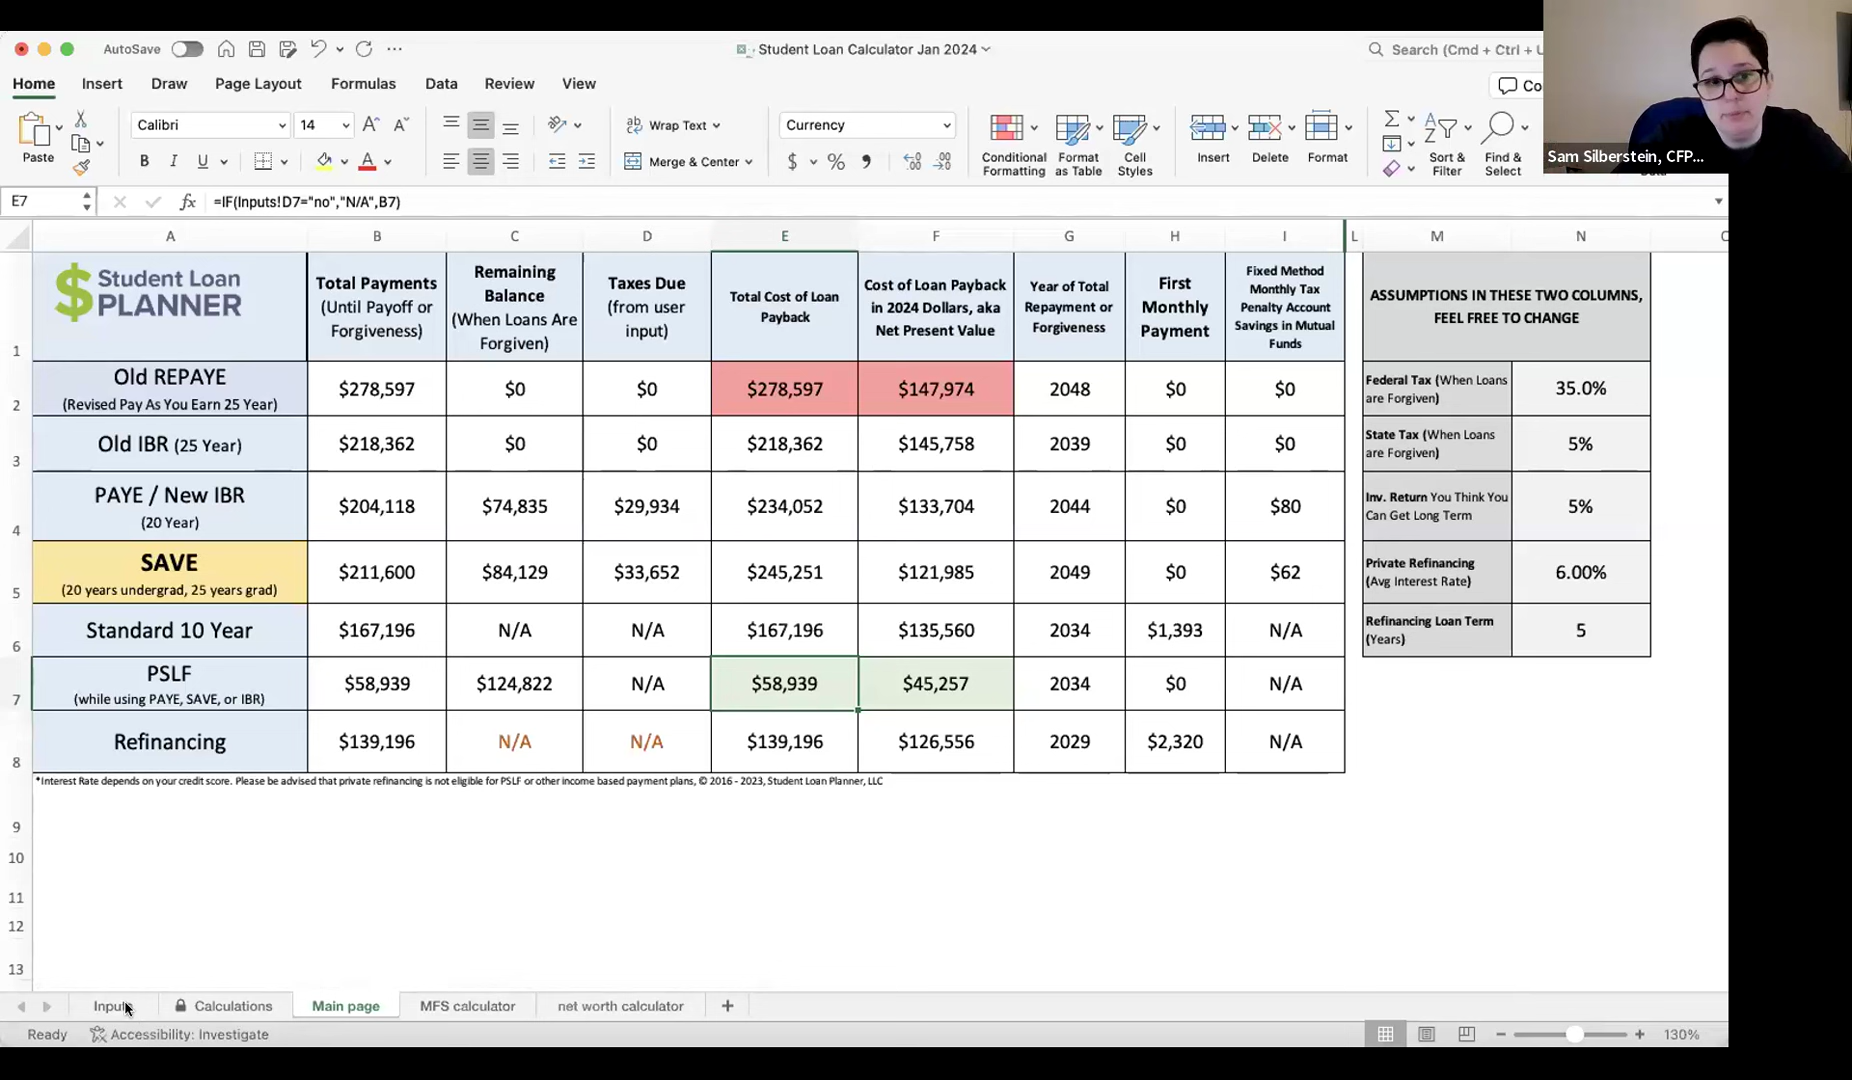 AutoSave
Student Loan Calculator Jan 2024
Search (Cmd + Ctrl + U
Home Insert Draw Page Layout Formulas Data Review View
Co
Paste
Calibri 14
B I U
Wrap Text
Merge & Center
Currency
$ %
Conditional Formatting
Format as Table
Cell Styles
Insert
Delete
Format
Sort & Filter
Find & Select
Sam Silberstein, CFP...
E7
fx =IF(Inputs!D7="no","N/A",B7)
A B C D E F G H I L M N
1
$ Student Loan PLANNER
Total Payments (Until Payoff or Forgiveness)
Remaining Balance (When Loans Are Forgiven)
Taxes Due (from user input)
Total Cost of Loan Payback
Cost of Loan Payback in 2024 Dollars, aka Net Present Value
Year of Total Repayment or Forgiveness
First Monthly Payment
Fixed Method Monthly Tax Penalty Account Savings in Mutual Funds
ASSUMPTIONS IN THESE TWO COLUMNS, FEEL FREE TO CHANGE
2 Old REPAYE (Revised Pay As You Earn 25 Year) $278,597 $0 $0 $278,597 $147,974 2048 $0 $0
Federal Tax (When Loans are Forgiven) 35.0%
3 Old IBR (25 Year) $218,362 $0 $0 $218,362 $145,758 2039 $0 $0
State Tax (When Loans are Forgiven) 5%
4 PAYE / New IBR (20 Year) $204,118 $74,835 $29,934 $234,052 $133,704 2044 $0 $80
Inv. Return You Think You Can Get Long Term 5%
5 SAVE (20 years undergrad, 25 years grad) $211,600 $84,129 $33,652 $245,251 $121,985 2049 $0 $62
Private Refinancing (Avg Interest Rate) 6.00%
6 Standard 10 Year $167,196 N/A N/A $167,196 $135,560 2034 $1,393 N/A
Refinancing Loan Term (Years) 5
7 PSLF (while using PAYE, SAVE, or IBR) $58,939 $124,822 N/A $58,939 $45,257 2034 $0 N/A
8 Refinancing $139,196 N/A N/A $139,196 $126,556 2029 $2,320 N/A
*Interest Rate depends on your credit score. Please be advised that private refinancing is not eligible for PSLF or other income based payment plans, © 2016 - 2023, Student Loan Planner, LLC
9
10
11
12
13
Inputs Calculations Main page MFS calculator net worth calculator +
Ready Accessibility: Investigate
130%